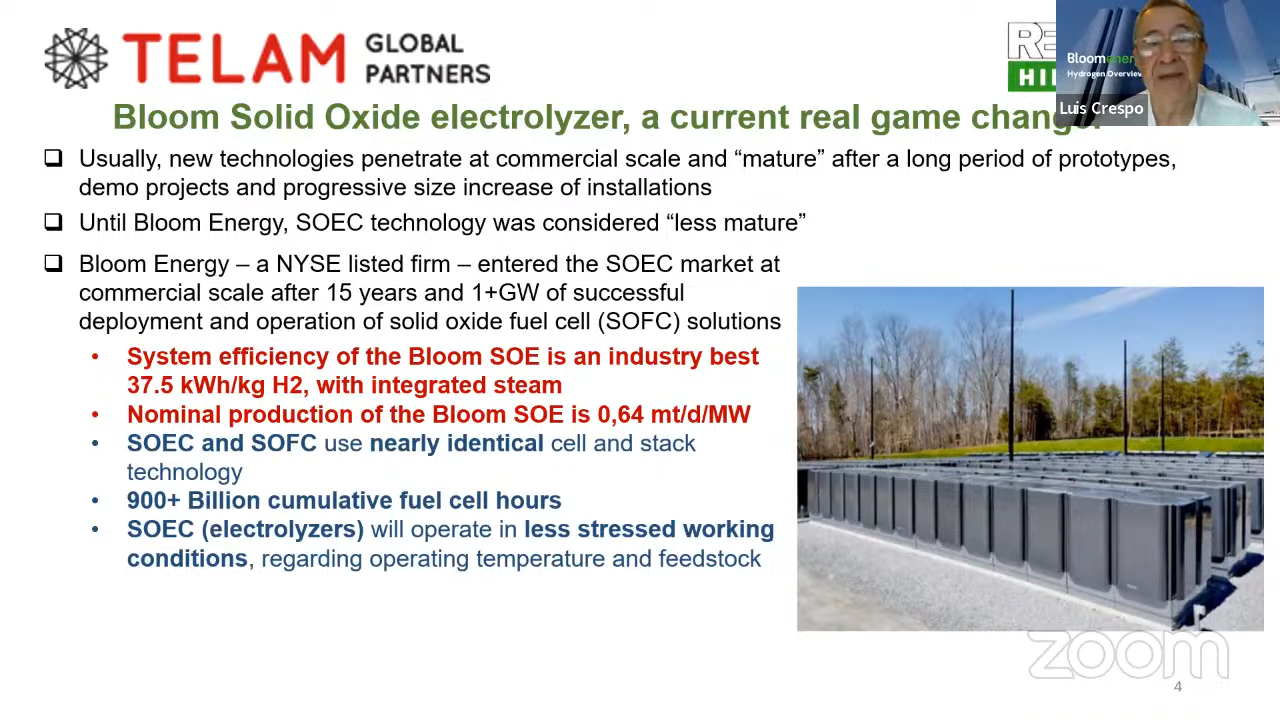 TELAM GLOBAL PARTNERS
Bloomenergy
Hydrogen Overview
Luis Crespo
Bloom Solid Oxide electrolyzer, a current real game
❑ Usually, new technologies penetrate at commercial scale and “mature” after a long period of prototypes,
demo projects and progressive size increase of installations
❑ Until Bloom Energy, SOEC technology was considered “less mature”
❑ Bloom Energy – a NYSE listed firm – entered the SOEC market at
commercial scale after 15 years and 1+GW of successful
deployment and operation of solid oxide fuel cell (SOFC) solutions
• System efficiency of the Bloom SOE is an industry best
37.5 kWh/kg H2, with integrated steam
• Nominal production of the Bloom SOE is 0,64 mt/d/MW
• SOEC and SOFC use nearly identical cell and stack
technology
• 900+ Billion cumulative fuel cell hours
• SOEC (electrolyzers) will operate in less stressed working
conditions, regarding operating temperature and feedstock
zoom
4